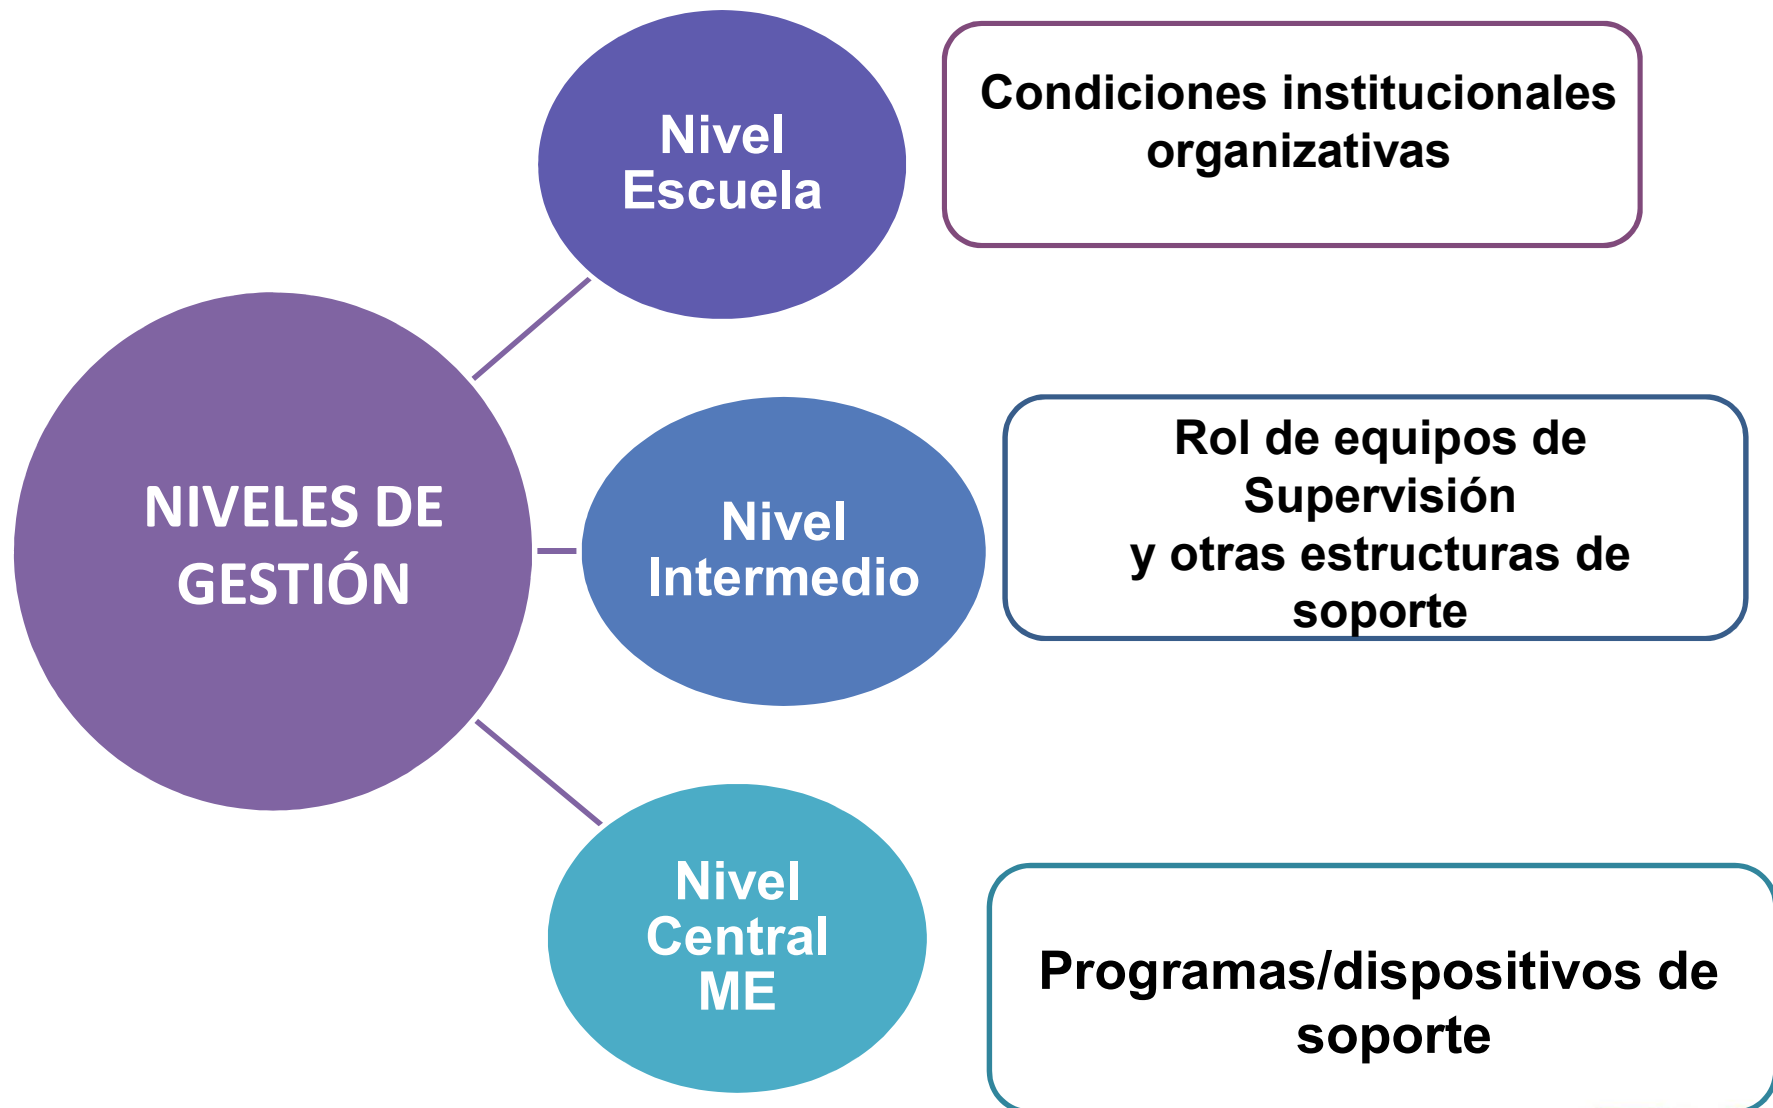 NIVELES DE
GESTIÓN
Nivel
Escuela
Condiciones institucionales
organizativas
Nivel
Intermedio
Rol de equipos de
Supervisión
y otras estructuras de
soporte
Nivel
Central
ME
Programas/dispositivos de
soporte